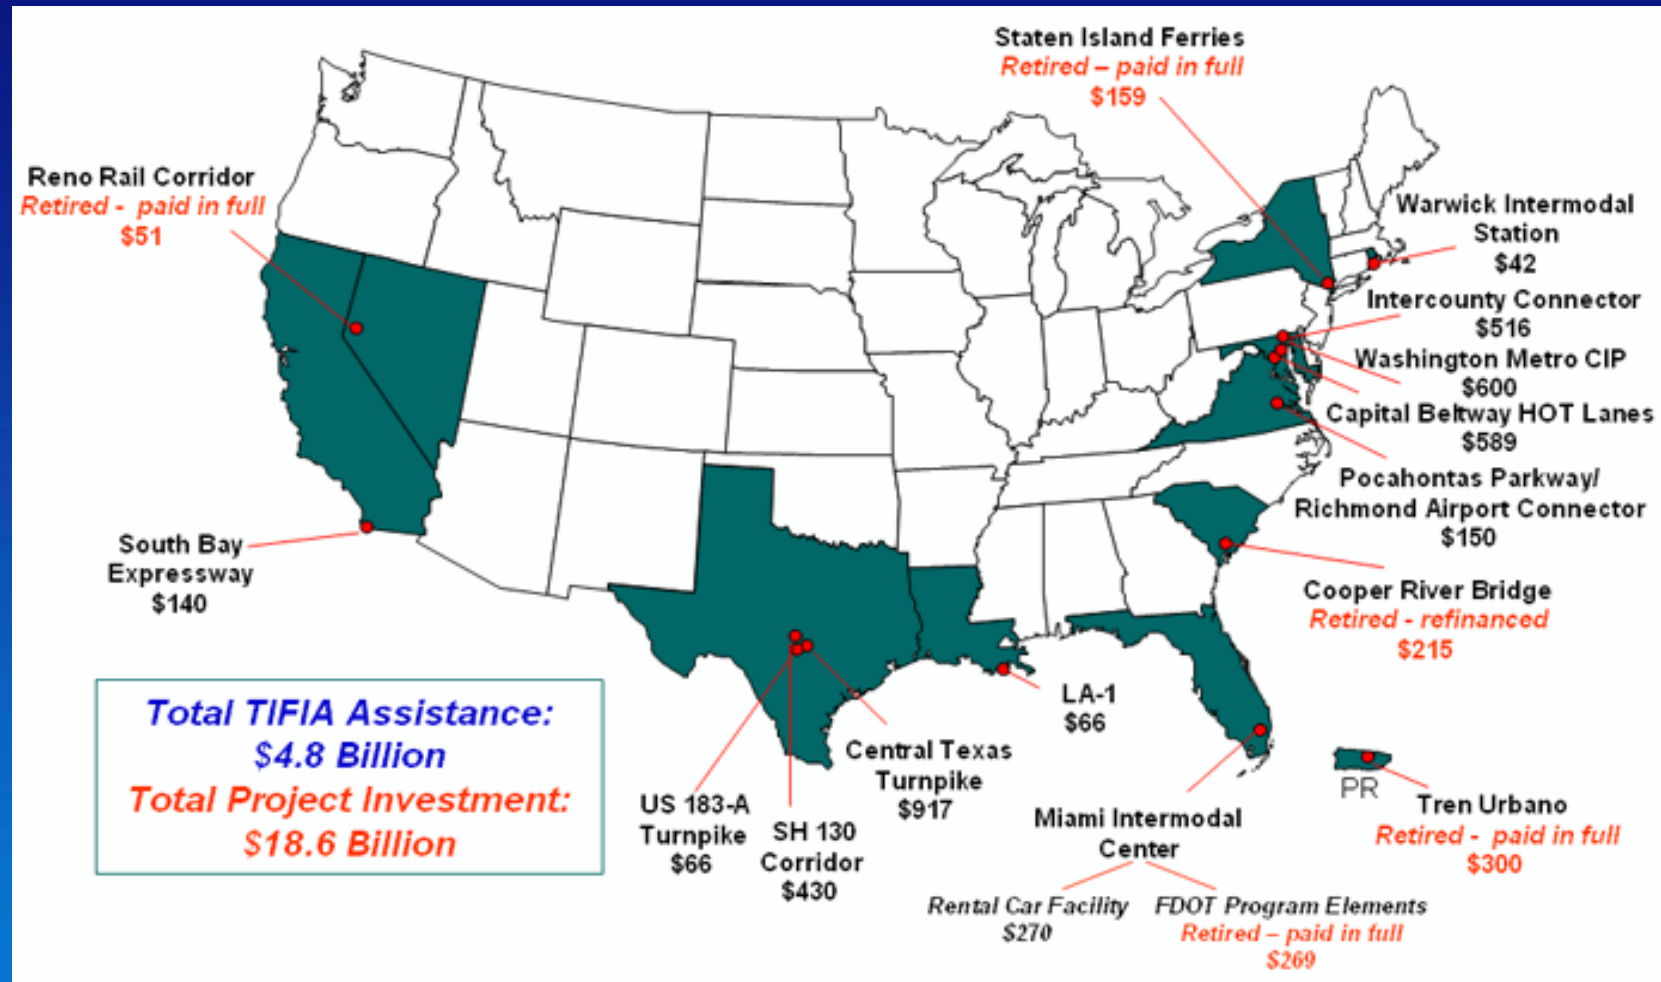 Staten Island Ferries
Retired – paid in full
$159
Reno Rail Corridor
Retired - paid in full
$51
Warwick Intermodal
Station
$42
Intercounty Connector
$516
Washington Metro CIP
$600
Capital Beltway HOT Lanes
$589
Pocahontas Parkway/
Richmond Airport Connector
$150
South Bay
Expressway
$140
Cooper River Bridge
Retired - refinanced
$215
LA-1
$66
Total TIFIA Assistance:
$4.8 Billion
Total Project Investment:
$18.6 Billion
US 183-A
Turnpike
$66
SH 130
Corridor
$430
Central Texas
Turnpike
$917
Miami Intermodal
Center
Rental Car Facility
$270
FDOT Program Elements
Retired – paid in full
$269
PR
Tren Urbano
Retired - paid in full
$300